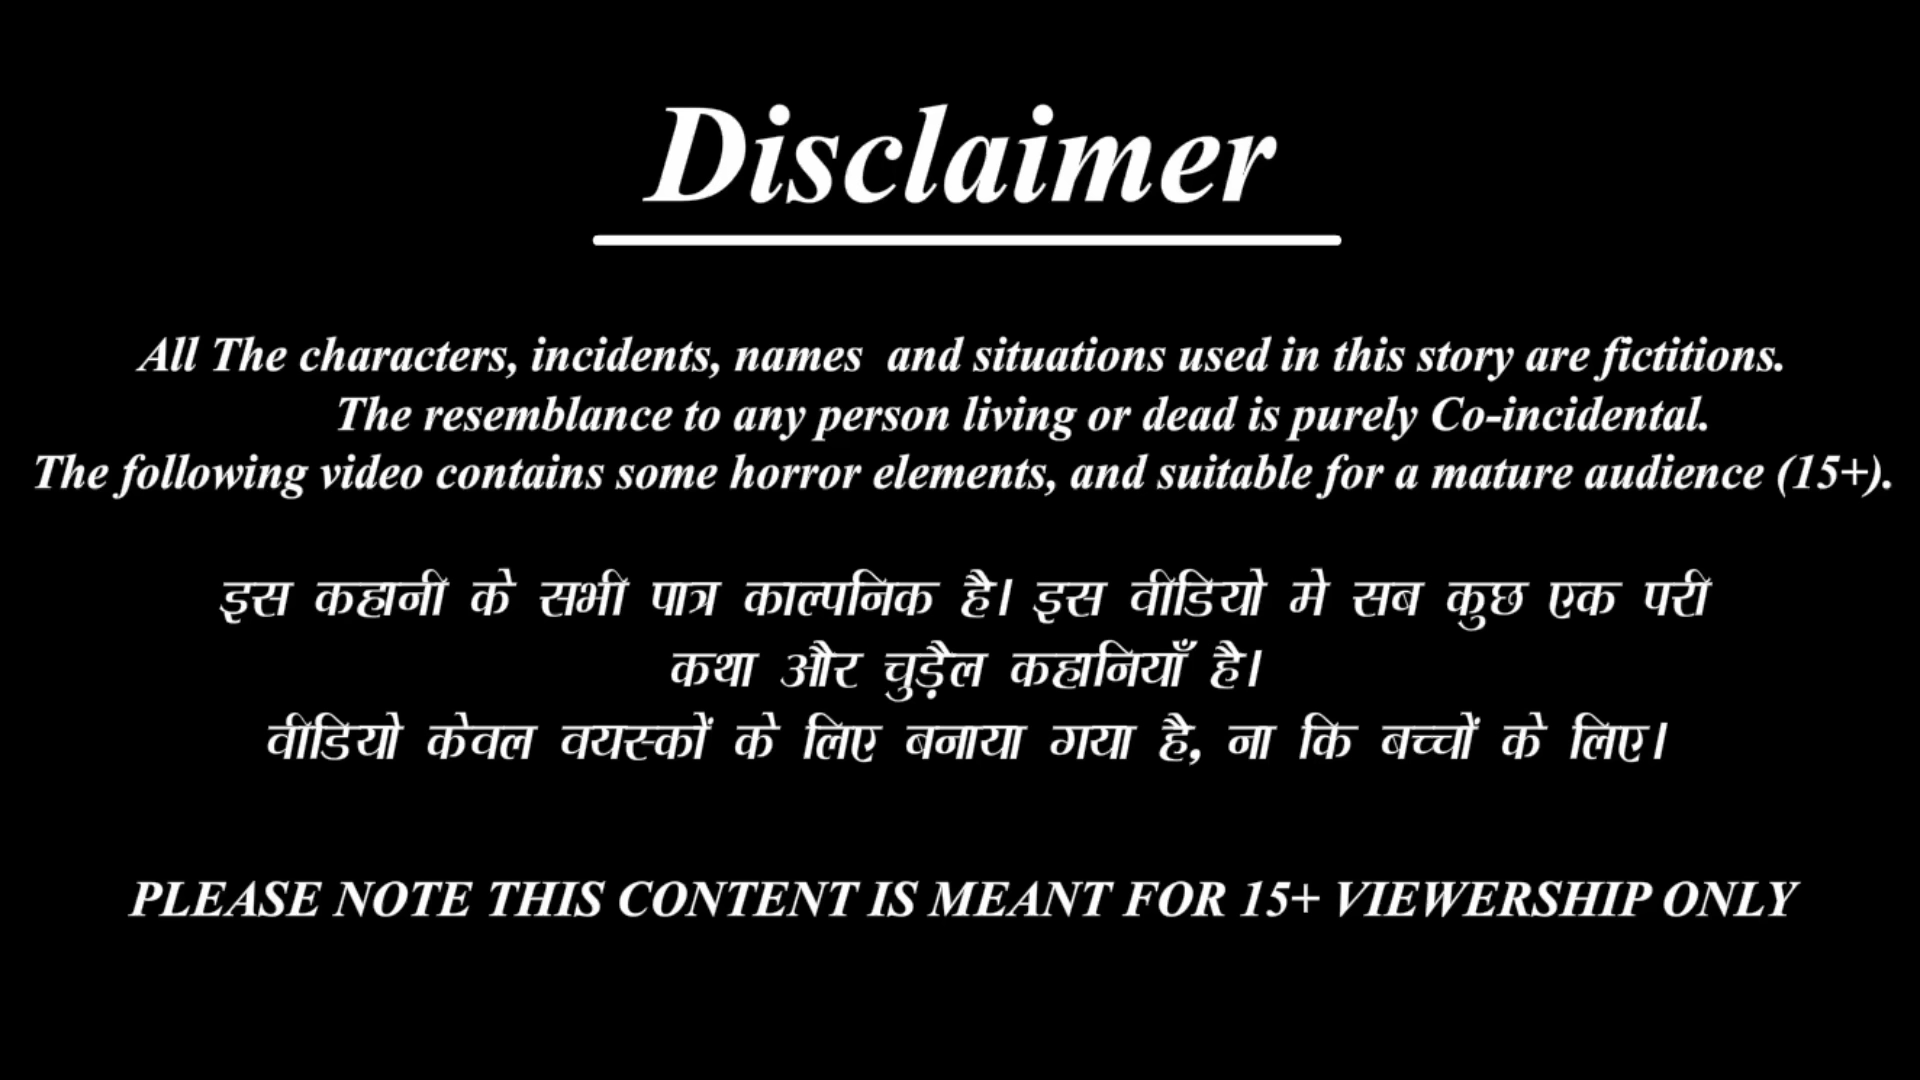 Disclaimer
All The characters, incidents, names and situations used in this story are fictitions.
The resemblance to any person living or dead is purely Co-incidental.
The following video contains some horror elements, and suitable for a mature audience (15+).
इस कहानी के सभी पात्र काल्पनिक है। इस वीडियो मे सब कुछ एक परी
कथा और चुड़ैल कहानियाँ है।
वीडियो केवल वयस्कों के लिए बनाया गया है, ना कि बच्चों के लिए।
PLEASE NOTE THIS CONTENT IS MEANT FOR 15+ VIEWERSHIP ONLY